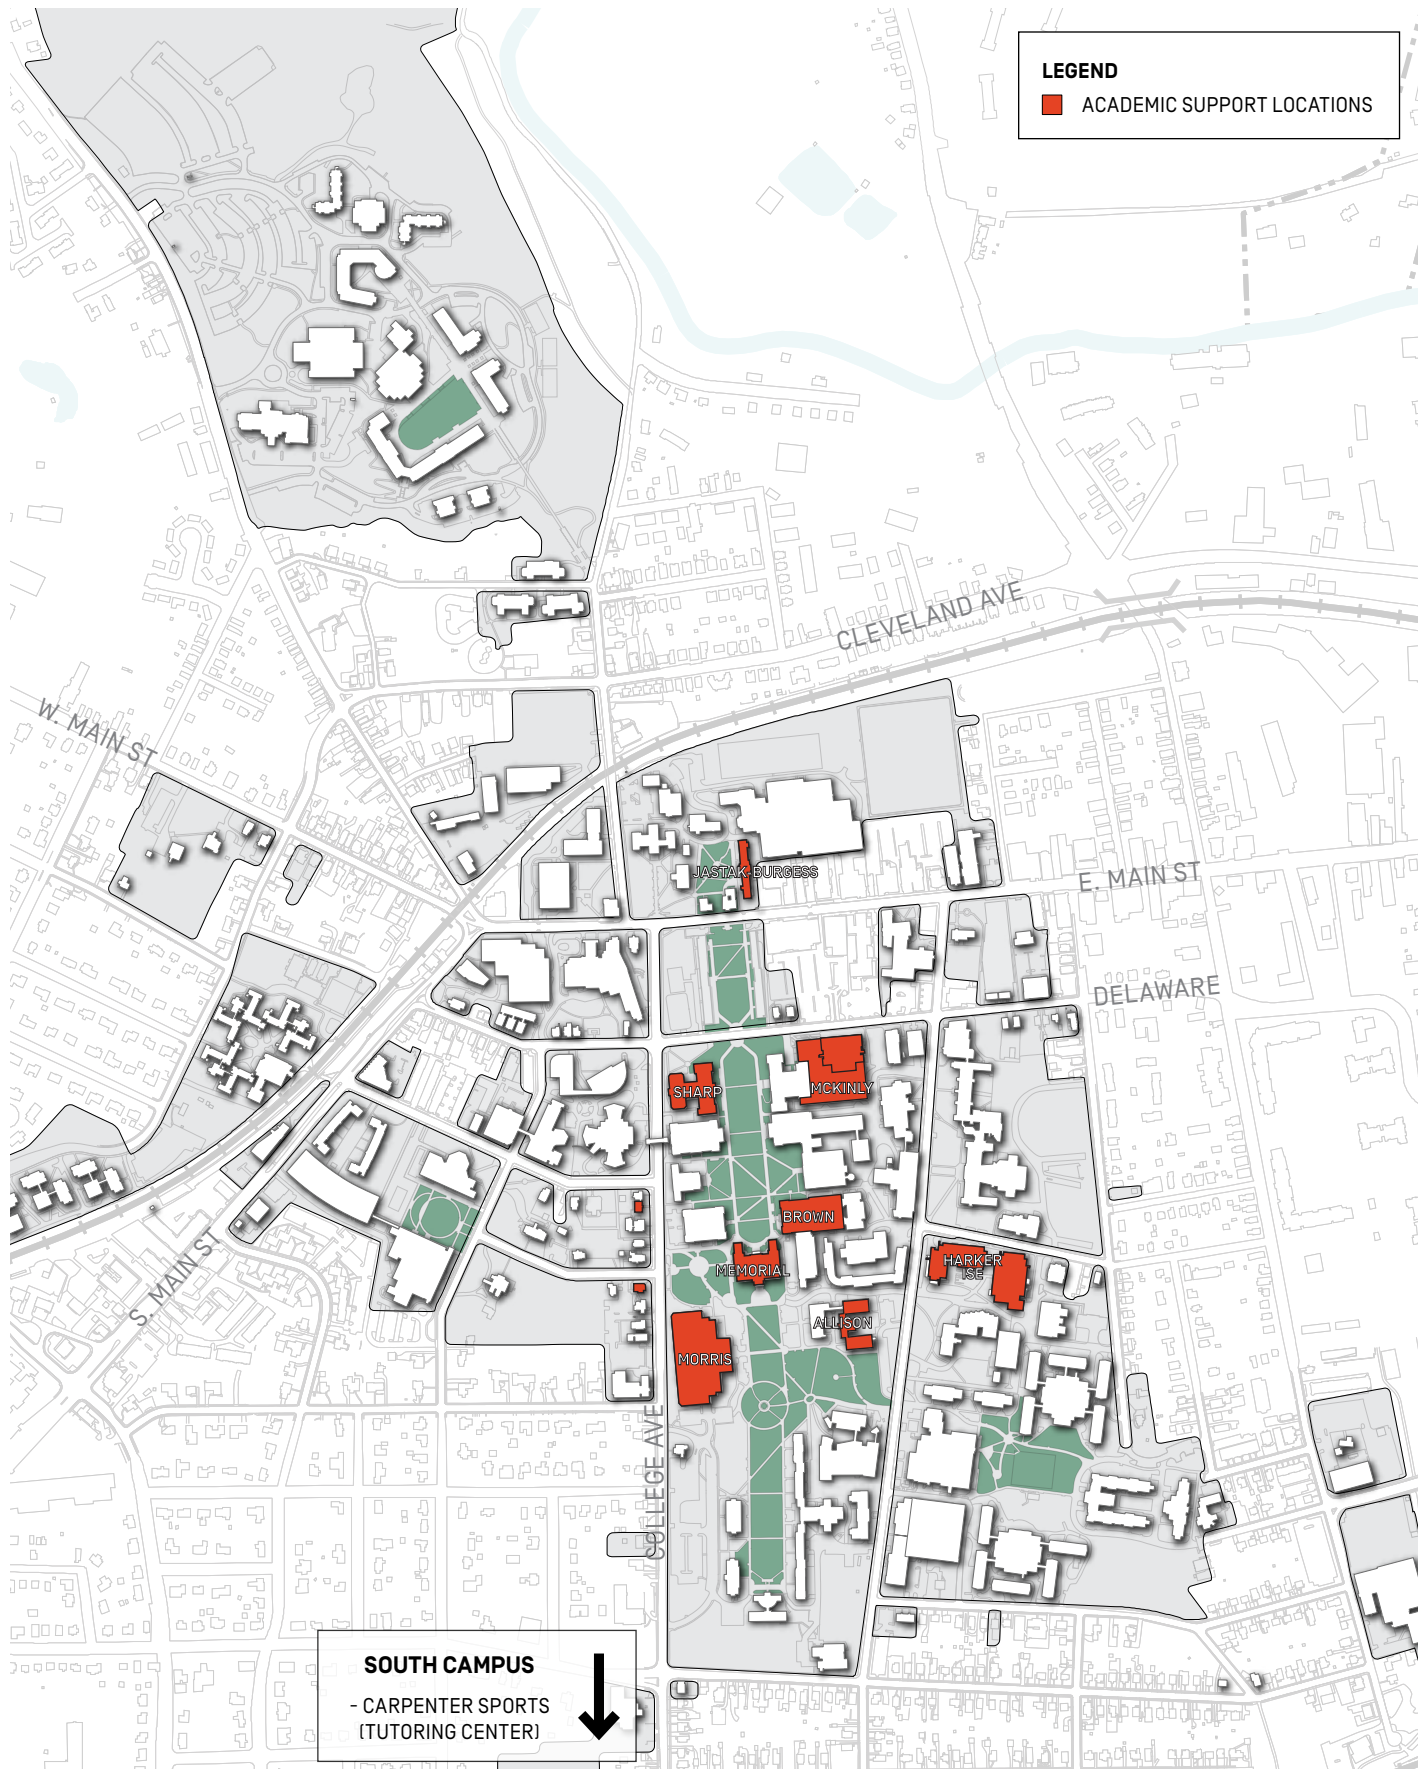 LEGEND
ACADEMIC SUPPORT LOCATIONS
CLEVELAND AVE
W. MAIN ST
JASTAK-BURGESS
E. MAIN ST
DELAWARE
SHARP
MCKINLY
BROWN
S. MAIN ST
MEMORIAL
HARKER
ISE
ALLISON
MORRIS
COLLEGE AVE
SOUTH CAMPUS
- CARPENTER SPORTS
(TUTORING CENTER)